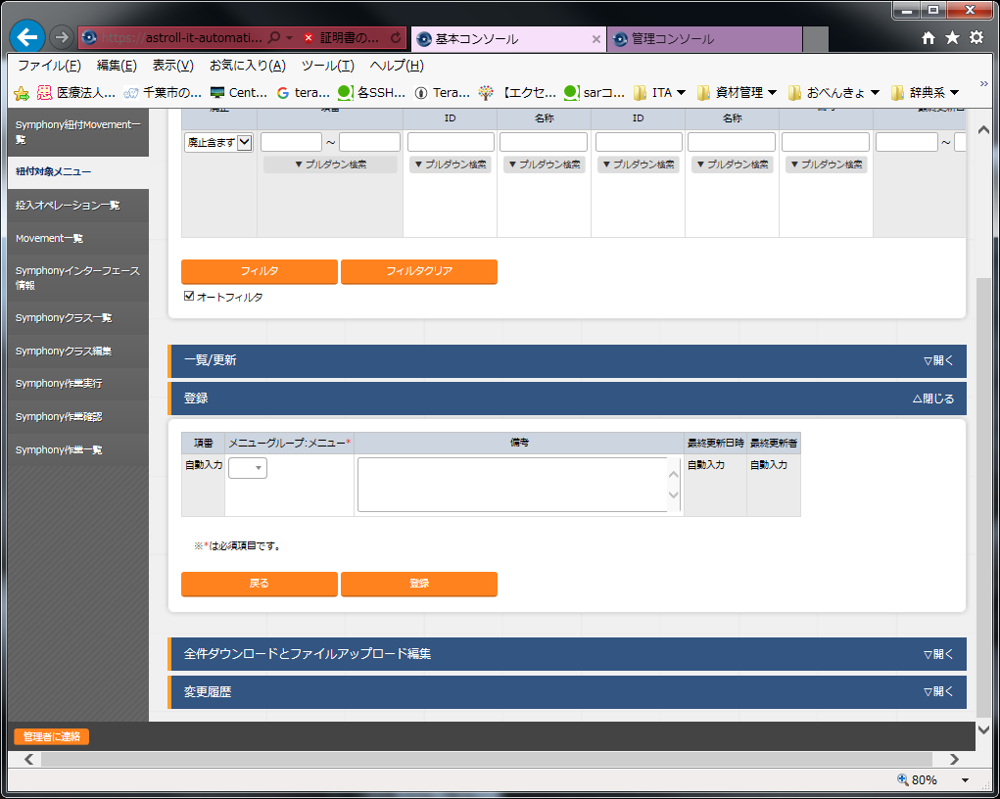 https://astroll-it-automati...
証明書の...
基本コンソール
管理コンソール
ファイル(F) 編集(E) 表示(V) お気に入り(A) ツール(T) ヘルプ(H)
医療法人... 千葉市の... Cent... tera... 各SSH... Tera... 【エクセ... sarコ... ITA 資材管理 おべんきょ 辞典系
Symphony紐付Movement一
覧
紐付対象メニュー
投入オペレーション一覧
Movement一覧
Symphonyインターフェース
情報
Symphonyクラス一覧
Symphonyクラス編集
Symphony作業実行
Symphony作業確認
Symphony作業一覧
ID 名称 ID 名称
廃止含まず ～ ～
▼プルダウン検索 ▼プルダウン検索 ▼プルダウン検索 ▼プルダウン検索 ▼プルダウン検索 ▼プルダウン検索
フィルタ フィルタクリア
オートフィルタ
一覧/更新 ▽開く
登録 △閉じる
項番 メニューグループ:メニュー* 備考 最終更新日時 最終更新者
自動入力 自動入力 自動入力
※*は必須項目です。
戻る 登録
全件ダウンロードとファイルアップロード編集 ▽開く
変更履歴 ▽開く
管理者に連絡
80%